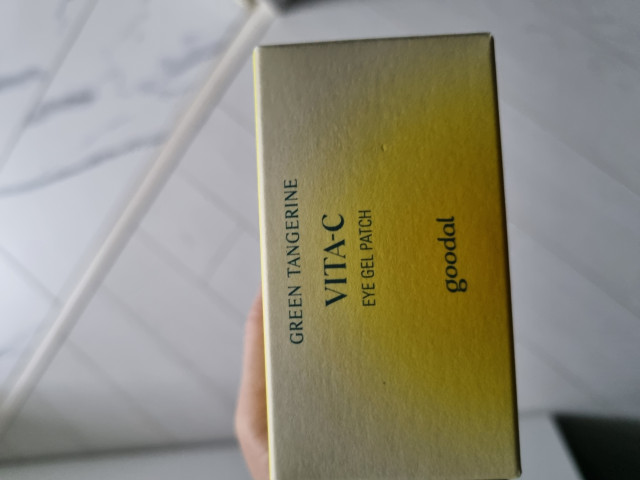 GREEN TANGERINE
VITA-C
EYE GEL PATCH
goodal